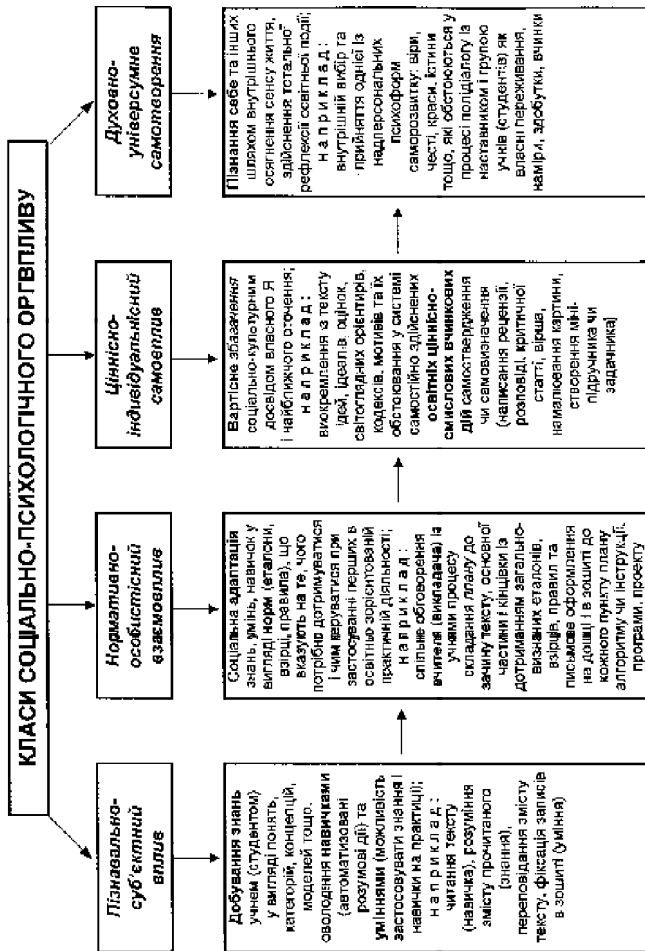 КЛАСИ СОЦІАЛЬНО-ПСИХОЛОГІЧНОГО ОРГВПЛИВУ
Пізнавально-
суб'єктний
вплив
Добування знань
учнем (студентом)
у вигляді понять,
категорій, концепцій,
моделей тощо.
оволодіння навичками
(автоматизовані
розумові дії) та
уміннями (можливість
застосовувати знання і
навички на практиці);
наприклад:
читання тексту
(навичка), розуміння
змісту прочитаного
(знання),
переповідання змісту
тексту, фіксація записів
в зошиті (уміння)
Нормативно-
особистісний
взаємовплив
Соціальна адаптація
знань, умінь, навичок у
вигляді норм (еталони,
взірці, правила), що
вказують на те, чого
потрібно дотримуватися
і чим керуватися при
застосуванні перших в
освітньо зорієнтованій
практичній діяльності;
наприклад:
спільне обговорення
вчителя (викладача) із
учнями процесу
складання плану до
зачину тексту, основної
частини і кінцівки із
дотриманням загально-
визнаних еталонів,
взірців, правил та
письмове оформлення
на дошці і в зошиті до
кожного пункту плану
алгоритму чи інструкції,
програми, проекту
Ціннісно-
індивідуальнісний
самовплив
Вартісне збагачення
соціально-культурним
досвідом власного Я
і найближчого оточення;
наприклад:
виокремлення із тексту
ідей, ідеалів, оцінок,
світоглядних орієнтирів,
кодексів, мотивів та їх
обстоювання у системі
самостійно здійснених
освітніх ціннісно-
смислових вчинкових
дій самоствердження
чи самовизначення
(написання рецензії,
розповіді, критичної
статті, вірша,
намалювання картини,
створення міні-
підручника чи
задачника)
Духовно-
універсумне
самотворення
Пізнання себе та інших
шляхом внутрішнього
осягнення сенсу життя,
здійснення тотальної
рефлексії освітньої події;
наприклад:
внутрішній вибір та
прийняття однієї із
надперсональних
психоформ
саморозвитку: віри,
честі, краси, істини
тощо, які обстоюються у
процесі полідіалогу із
наставником і групою
учнів (студентів) як
власні переживання,
наміри, здобутки, вчинки